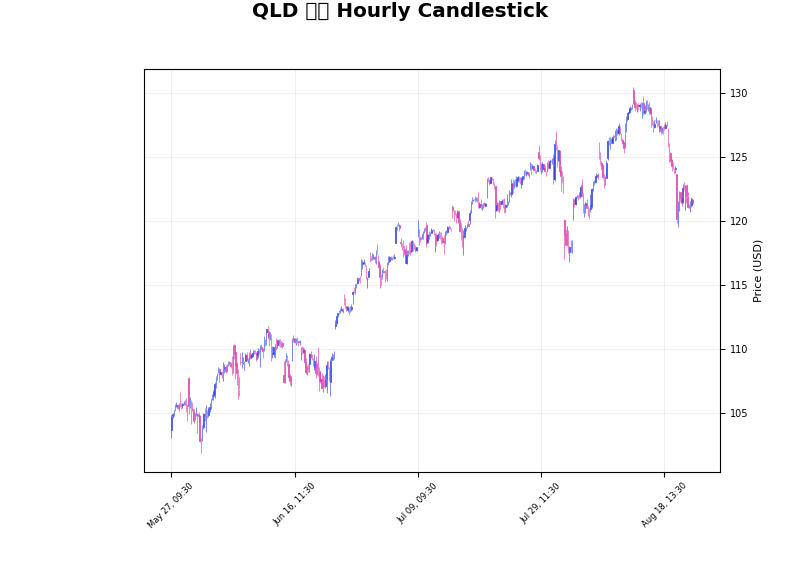 QLD Hourly Candlestick
130
125
120
115
110
105
Price (USD)
May 27, 09:30
Jun 16, 11:30
Jul 09, 09:30
Jul 29, 11:30
Aug 18, 13:30